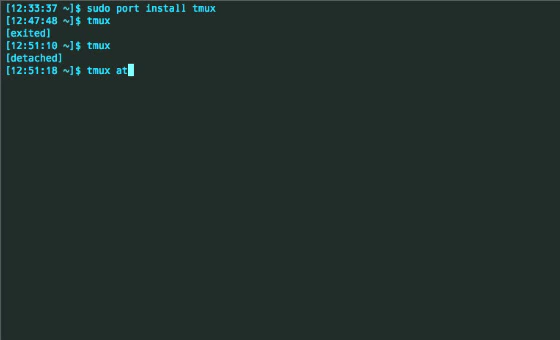 [12:33:37 ~]$ sudo port install tmux
[12:47:48 ~]$ tmux
[exited]
[12:51:10 ~]$ tmux
[detached]
[12:51:18 ~]$ tmux at